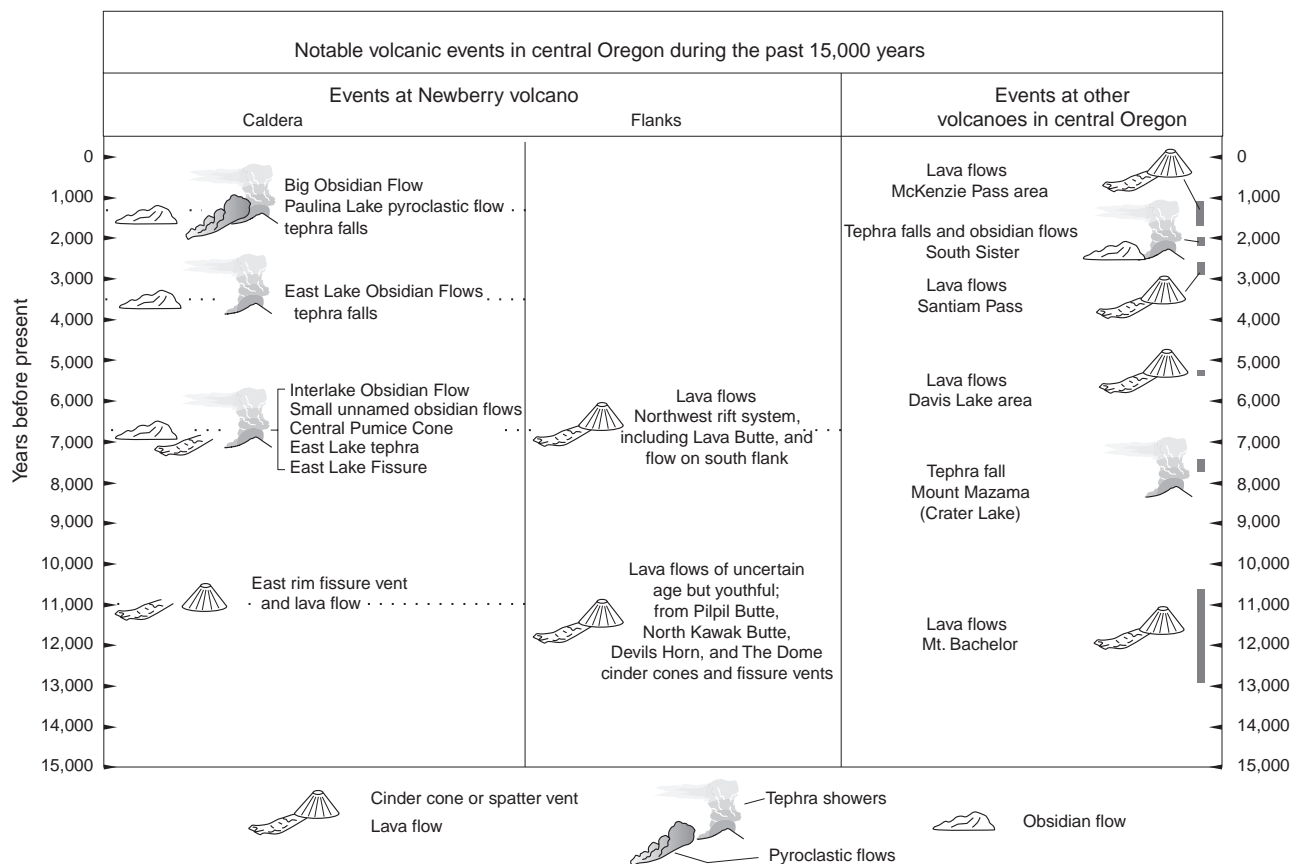 Notable volcanic events in central Oregon during the past 15,000 years
Events at Newberry volcano
Caldera
Flanks
Events at other
volcanoes in central Oregon
Years before present
0
1,000
2,000
3,000
4,000
5,000
6,000
7,000
8,000
9,000
10,000
11,000
12,000
13,000
14,000
15,000
Big Obsidian Flow
Paulina Lake pyroclastic flow
tephra falls
East Lake Obsidian Flows
tephra falls
Interlake Obsidian Flow
Small unnamed obsidian flows
Central Pumice Cone
East Lake tephra
East Lake Fissure
East rim fissure vent
and lava flow
Lava flows
Northwest rift system,
including Lava Butte, and
flow on south flank
Lava flows of uncertain
age but youthful;
from Pilpil Butte,
North Kawak Butte,
Devils Horn, and The Dome
cinder cones and fissure vents
Lava flows
McKenzie Pass area
Tephra falls and obsidian flows
South Sister
Lava flows
Santiam Pass
Lava flows
Davis Lake area
Tephra fall
Mount Mazama
(Crater Lake)
Lava flows
Mt. Bachelor
0
1,000
2,000
3,000
4,000
5,000
6,000
7,000
8,000
9,000
10,000
11,000
12,000
13,000
14,000
15,000
Cinder cone or spatter vent
Lava flow
Tephra showers
Pyroclastic flows
Obsidian flow